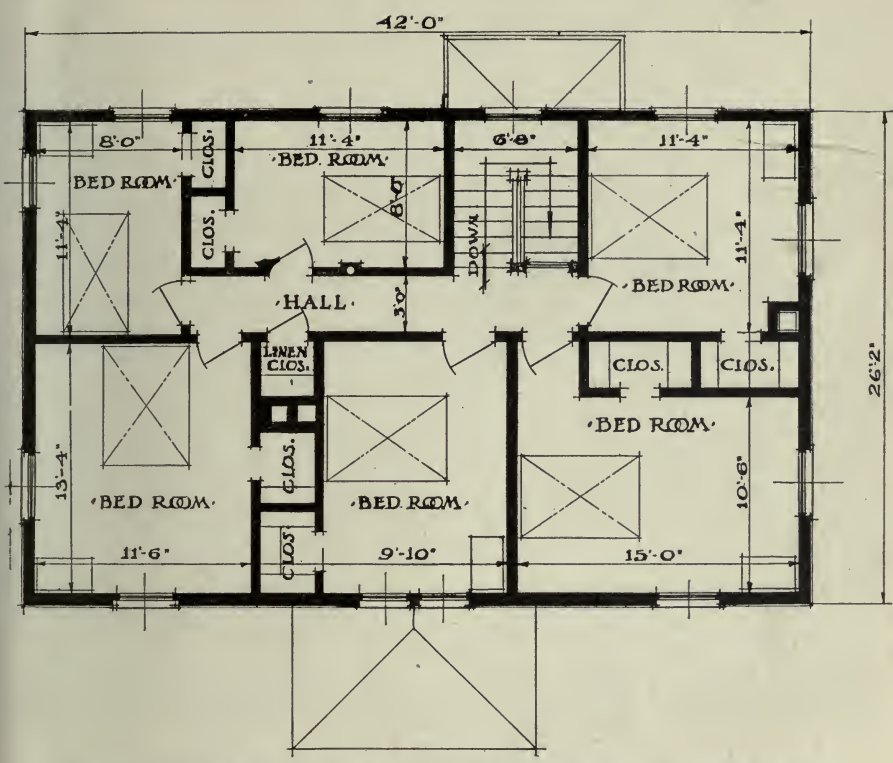 42'-0"
8'-0"
CLOS.
11'-4"
6'-8"
11'-4"
·BED ROOM·
·BED ROOM·
CLOS.
8'-0"
DOWN
11'-4"
11'-4"
·BED ROOM·
·HALL·
3'-0"
26'-2"
LINEN
CLOS.
CLOS.
CLOS.
·BED ROOM·
13'-4"
·BED ROOM·
CLOS.
·BED ROOM·
10'-6"
11'-6"
CLOS.
9'-10"
15'-0"